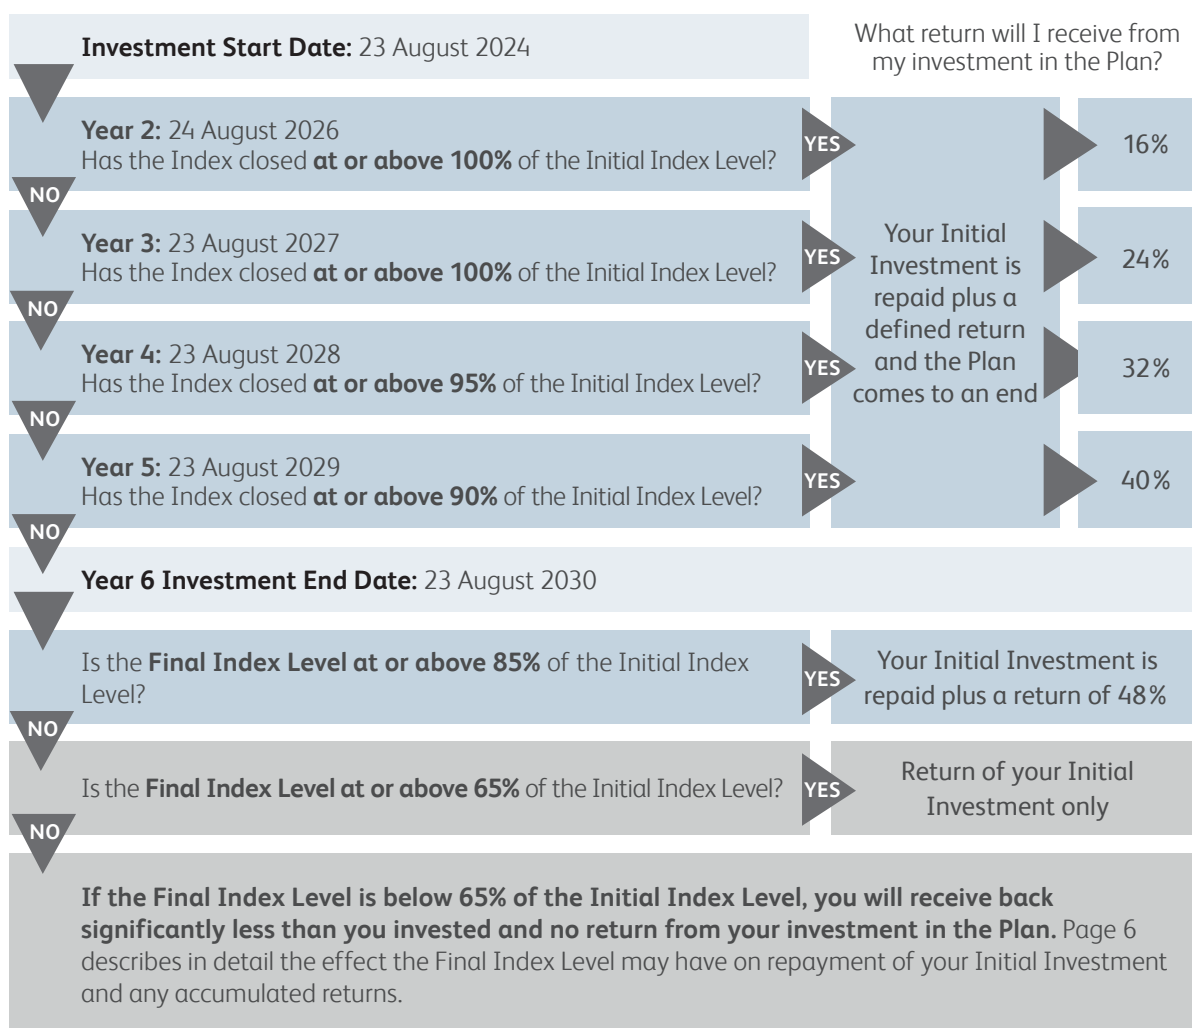 Investment Start Date: 23 August 2024
What return will I receive from
my investment in the Plan?
Year 2: 24 August 2026
Has the Index closed at or above 100% of the Initial Index Level?
YES
16%
NO
Year 3: 23 August 2027
Has the Index closed at or above 100% of the Initial Index Level?
YES
24%
NO
Year 4: 23 August 2028
Has the Index closed at or above 95% of the Initial Index Level?
YES
32%
NO
Year 5: 23 August 2029
Has the Index closed at or above 90% of the Initial Index Level?
YES
40%
Your Initial
Investment is
repaid plus a
defined return
and the Plan
comes to an end
NO
Year 6 Investment End Date: 23 August 2030
Is the Final Index Level at or above 85% of the Initial Index
Level?
YES
Your Initial Investment is
repaid plus a return of 48%
NO
Is the Final Index Level at or above 65% of the Initial Index Level?
YES
Return of your Initial
Investment only
NO
If the Final Index Level is below 65% of the Initial Index Level, you will receive back
significantly less than you invested and no return from your investment in the Plan. Page 6
describes in detail the effect the Final Index Level may have on repayment of your Initial Investment
and any accumulated returns.